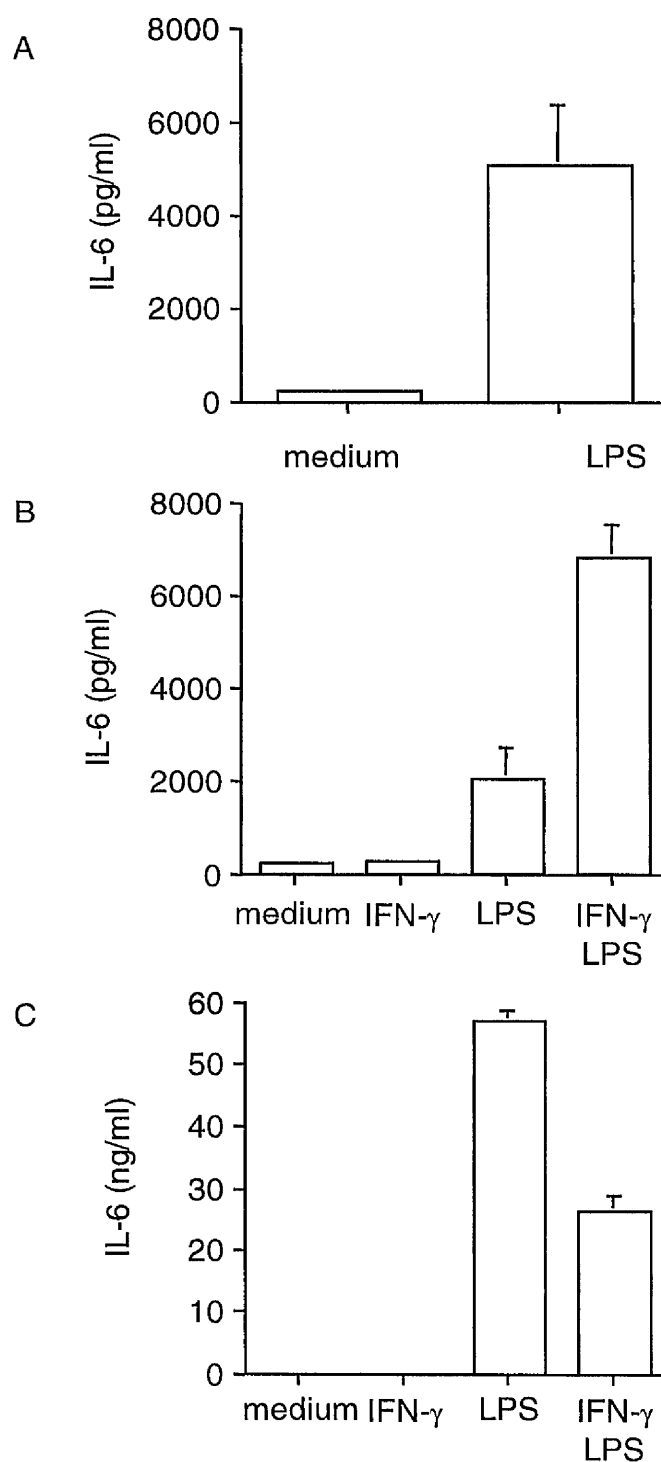 A
IL-6 (pg/ml)
8000
6000
4000
2000
0
medium LPS
B
IL-6 (pg/ml)
8000
6000
4000
2000
0
medium IFN-γ LPS IFN-γ
LPS
C
IL-6 (ng/ml)
60
50
40
30
20
10
0
medium IFN-γ LPS IFN-γ
LPS